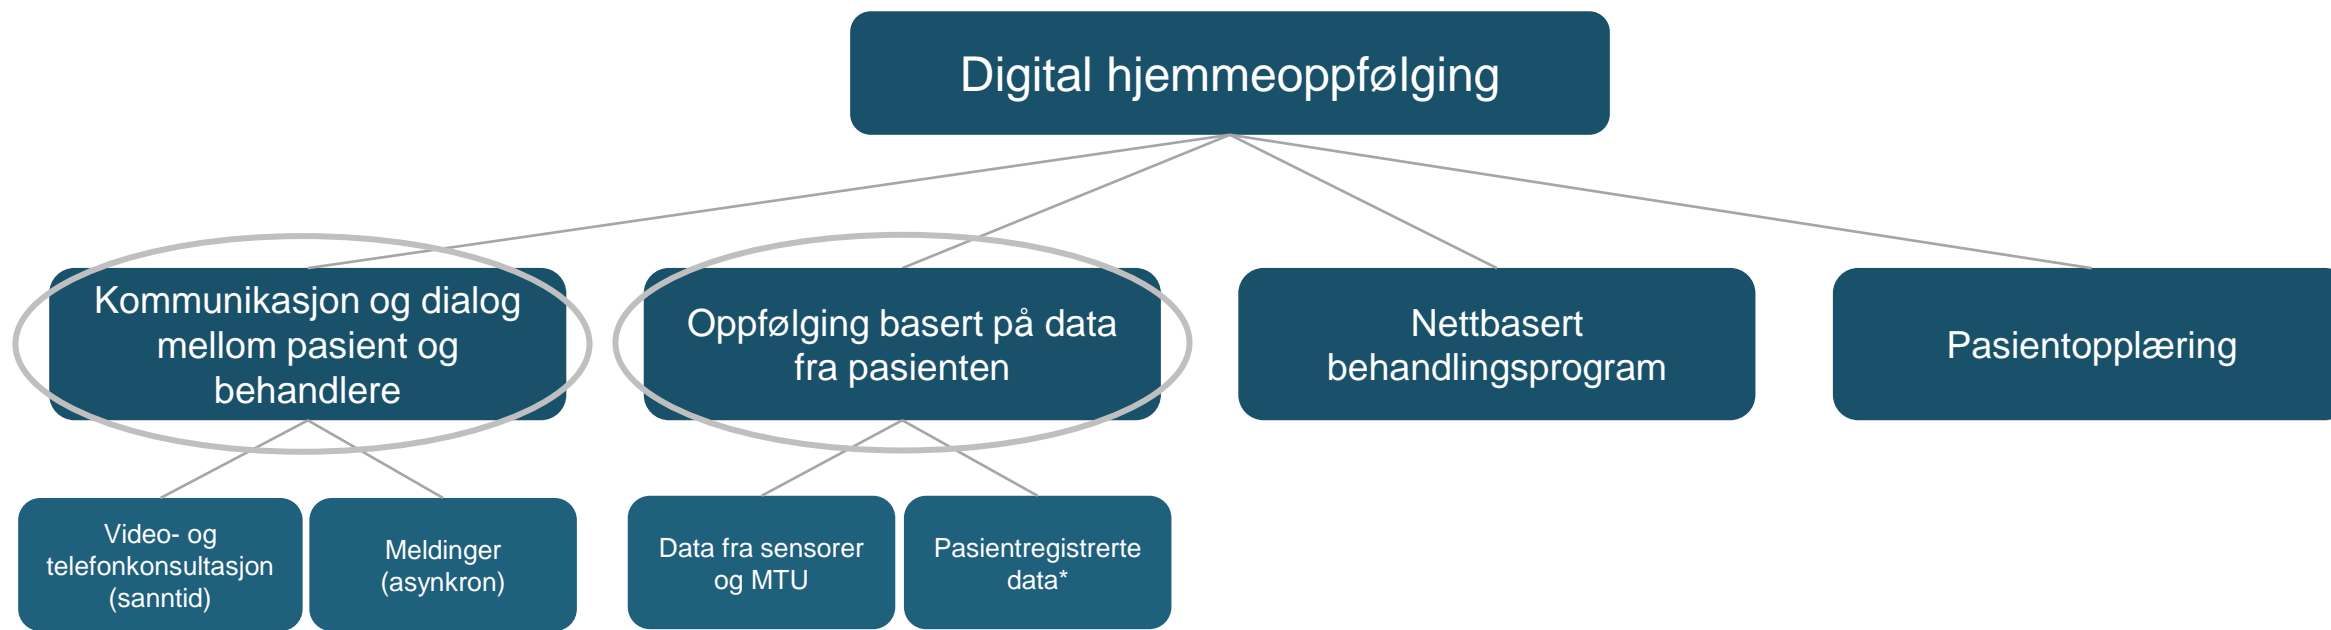 Digital hjemmeoppfølging
Kommunikasjon og dialog
mellom pasient og
behandlere
Oppfølging basert på data
fra pasienten
Nettbasert
behandlingsprogram
Pasientopplæring
Video- og
telefonkonsultasjon
(sanntid)
Meldinger
(asynkron)
Data fra sensorer
og MTU
Pasientregistrerte
data*